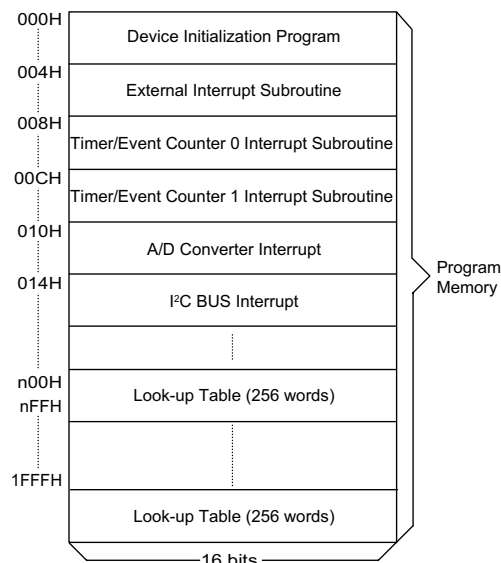 000H
Device Initialization Program
004H
External Interrupt Subroutine
008H
Timer/Event Counter 0 Interrupt Subroutine
00CH
Timer/Event Counter 1 Interrupt Subroutine
010H
A/D Converter Interrupt
014H
I²C BUS Interrupt
Program
Memory
n00H
Look-up Table (256 words)
nFFH
1FFFH
Look-up Table (256 words)
16 bits